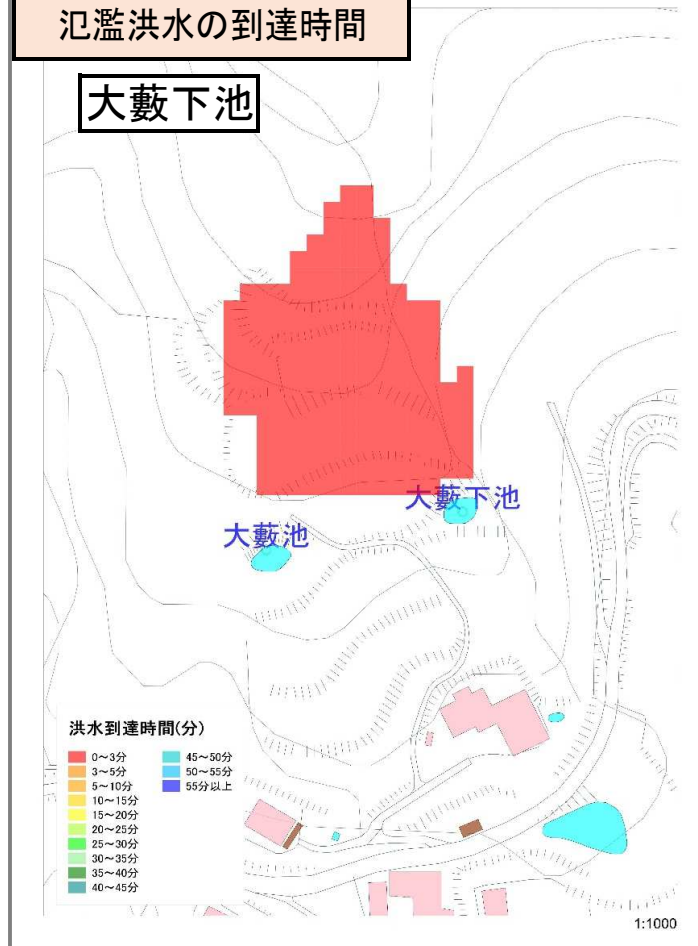 氾濫洪水の到達時間
大藪下池
大藪下池
大藪池
洪水到達時間(分)
0～3分
3～5分
5～10分
10～15分
15～20分
20～25分
25～30分
30～35分
35～40分
40～45分
45～50分
50～55分
55分以上
1:1000